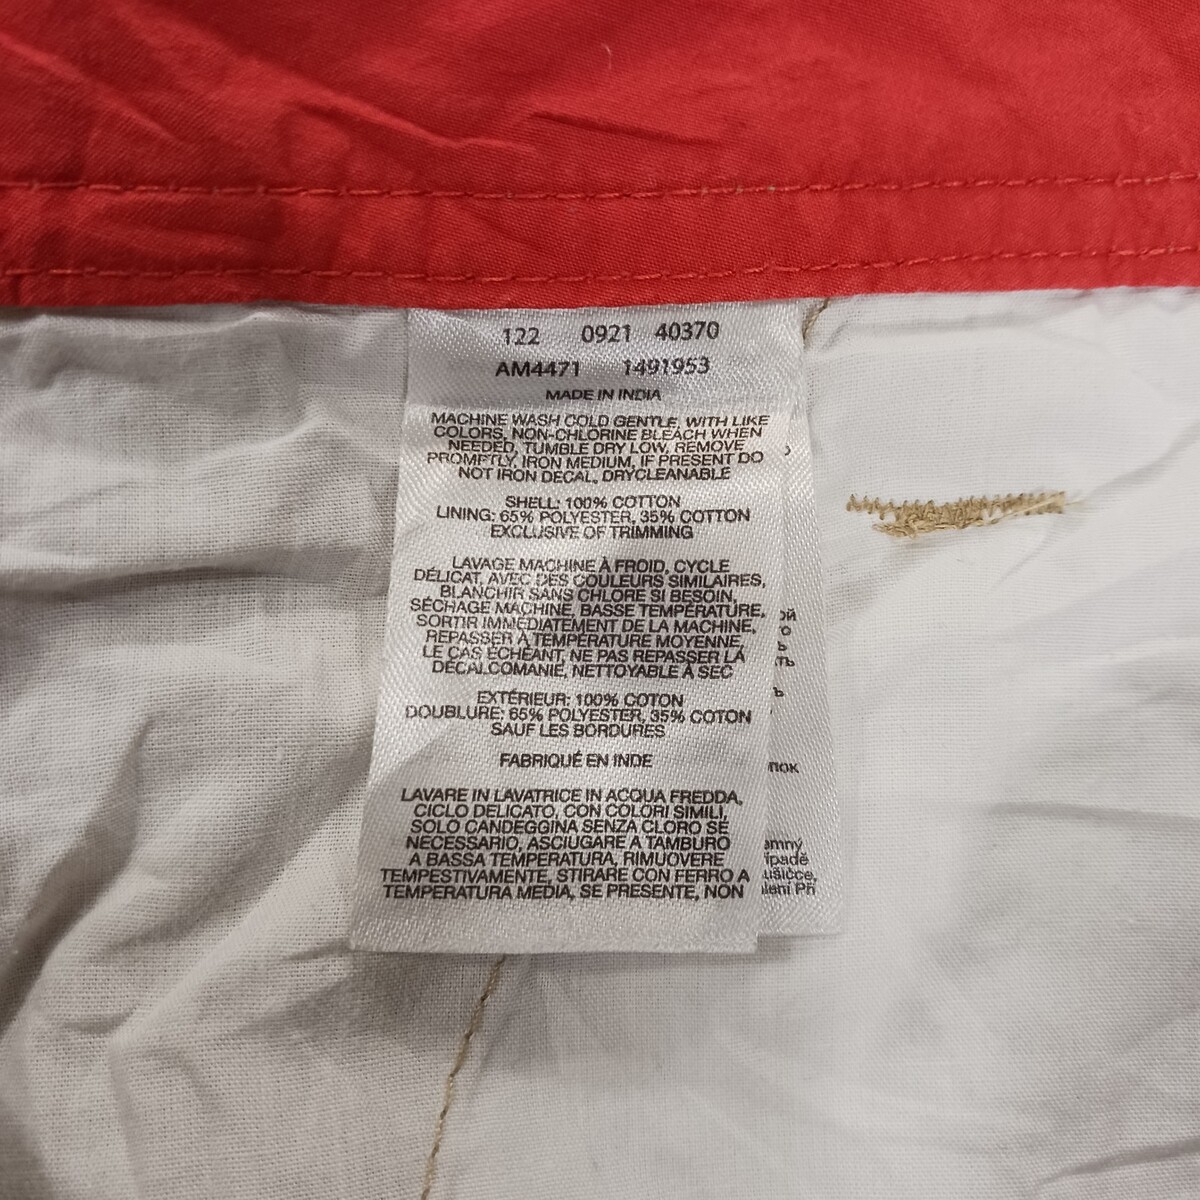 122 0921 40370
AM4471 1491953
MADE IN INDIA
MACHINE WASH COLD GENTLE, WITH LIKE
COLORS, NON-CHLORINE BLEACH WHEN
NEEDED, TUMBLE DRY LOW, REMOVE
PROMPTLY, IRON MEDIUM, IF PRESENT DO
NOT IRON DECAL, DRYCLEANABLE
SHELL: 100% COTTON
LINING: 65% POLYESTER, 35% COTTON
EXCLUSIVE OF TRIMMING
LAVAGE MACHINE À FROID, CYCLE
DÉLICAT, AVEC DES COULEURS SIMILAIRES,
BLANCHIR SANS CHLORE SI BESOIN,
SÉCHAGE MACHINE, BASSE TEMPÉRATURE,
SORTIR IMMÉDIATEMENT DE LA MACHINE,
REPASSER À TEMPÉRATURE MOYENNE,
LE CAS ÉCHÉANT, NE PAS REPASSER LA
DÉCALCOMANIE, NETTOYABLE À SEC
EXTÉRIEUR: 100% COTON
DOUBLURE: 65% POLYESTER, 35% COTON
SAUF LES BORDURES
FABRIQUÉ EN INDE
LAVARE IN LAVATRICE IN ACQUA FREDDA,
CICLO DELICATO, CON COLORI SIMILI,
SOLO CANDEGGINA SENZA CLORO SE
NECESSARIO, ASCIUGARE A TAMBURO
A BASSA TEMPERATURA, RIMUOVERE
TEMPESTIVAMENTE, STIRARE CON FERRO A
TEMPERATURA MEDIA, SE PRESENTE, NON